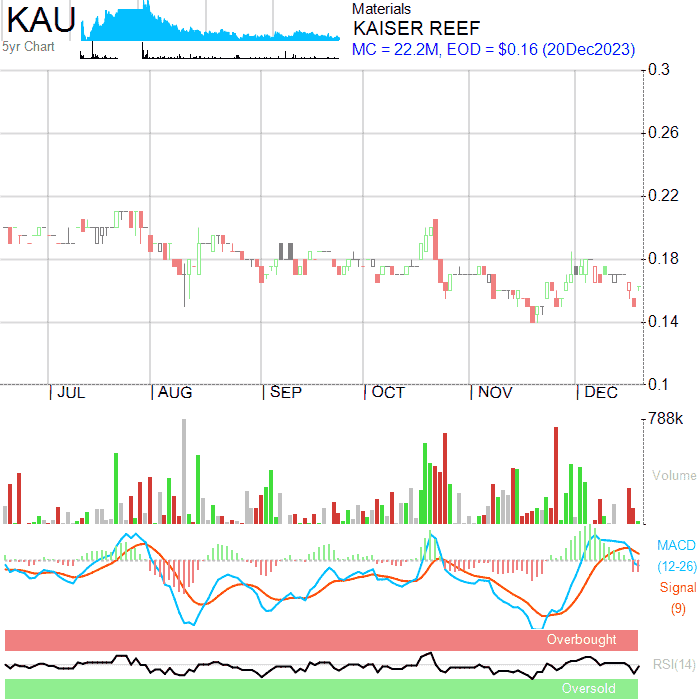 KAU
5yr Chart
Materials
KAISER REEF
MC = 22.2M, EOD = $0.16 (20Dec2023)
0.3
0.26
0.22
0.18
0.14
0.1
JUL AUG SEP OCT NOV DEC
788k
Volume
MACD
(12-26)
Signal
(9)
Overbought
RSI(14)
Oversold